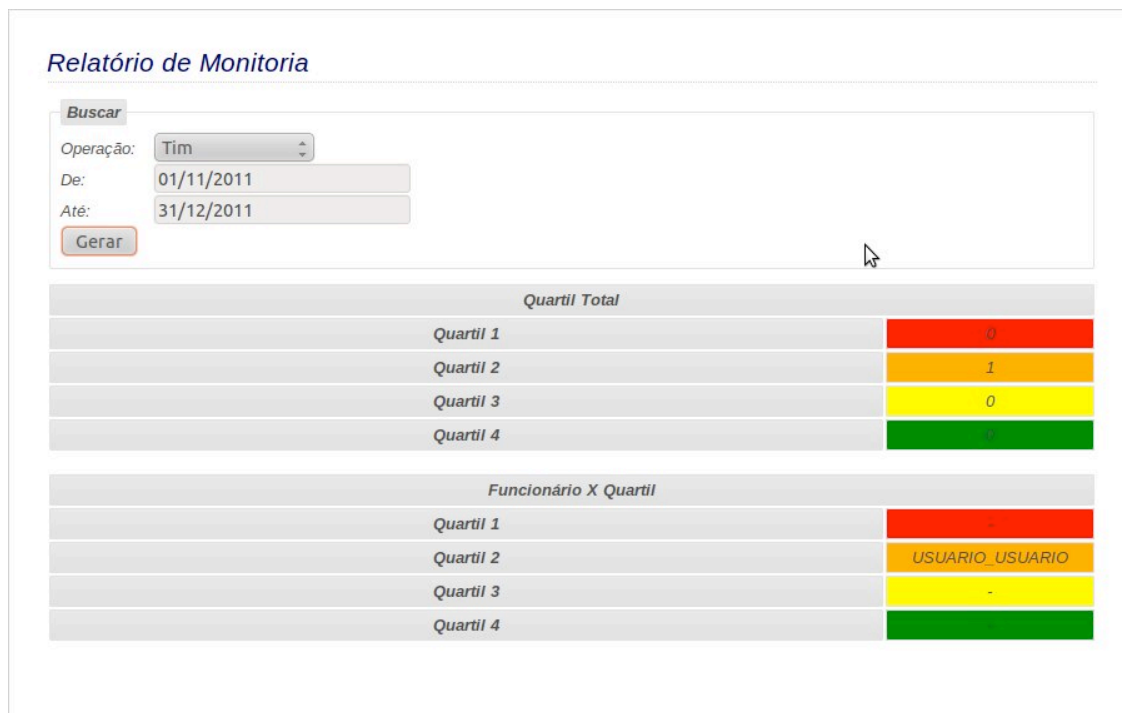 Relatório de Monitoria
Buscar
Operação: Tim
De: 01/11/2011
Até: 31/12/2011
Gerar
Quartil Total
Quartil 1 0
Quartil 2 1
Quartil 3 0
Quartil 4 0
Funcionário X Quartil
Quartil 1 -
Quartil 2 USUARIO_USUARIO
Quartil 3 -
Quartil 4 -